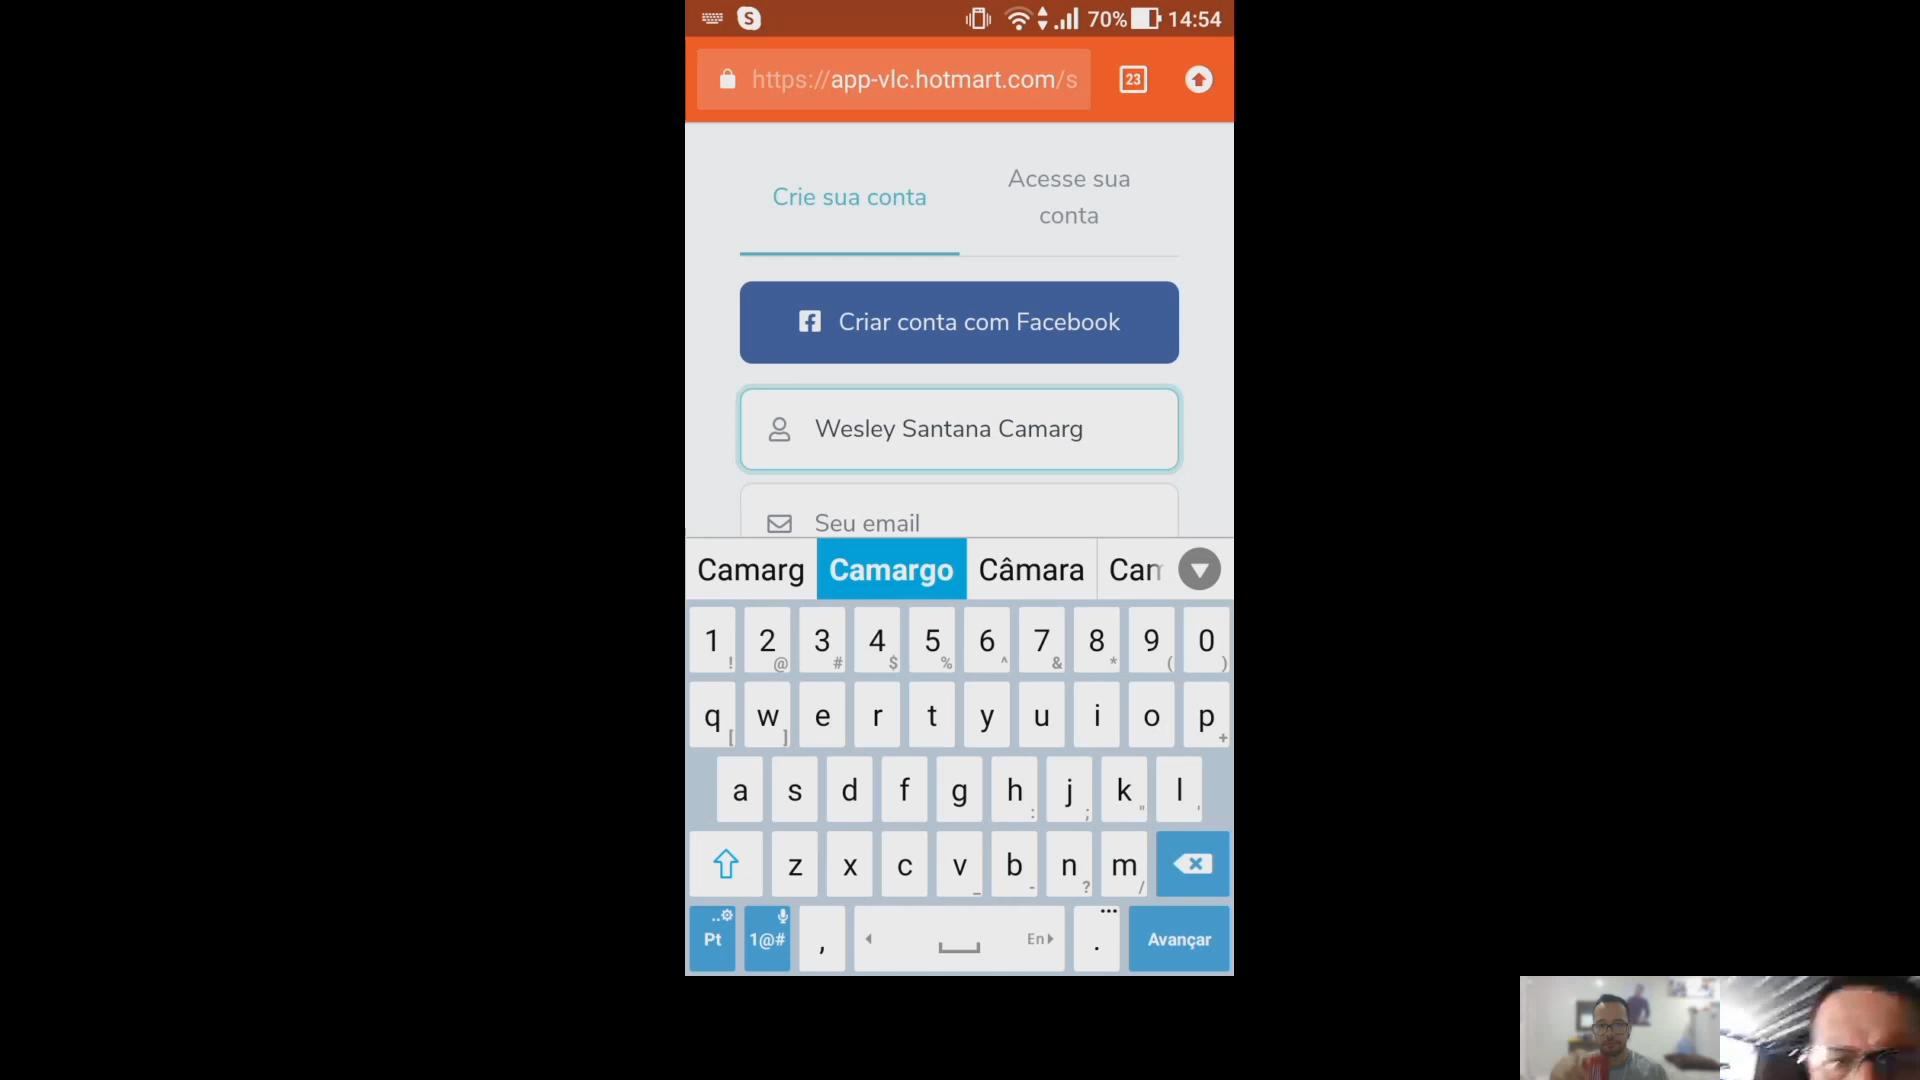 S 70% 14:54
https://app-vlc.hotmart.com/s 23
Crie sua conta
Acesse sua
conta
Criar conta com Facebook
Wesley Santana Camarg
Seu email
Camarg Camargo Câmara Cam
1 ! 2 @ 3 # 4 $ 5 % 6 ^ 7 & 8 * 9 ( 0 )
q [ w ] e r t y u i o p +
a s d f g h : j ; k " l '
z x c v _ b - n ? m /
Pt 1@# , En . ... Avançar